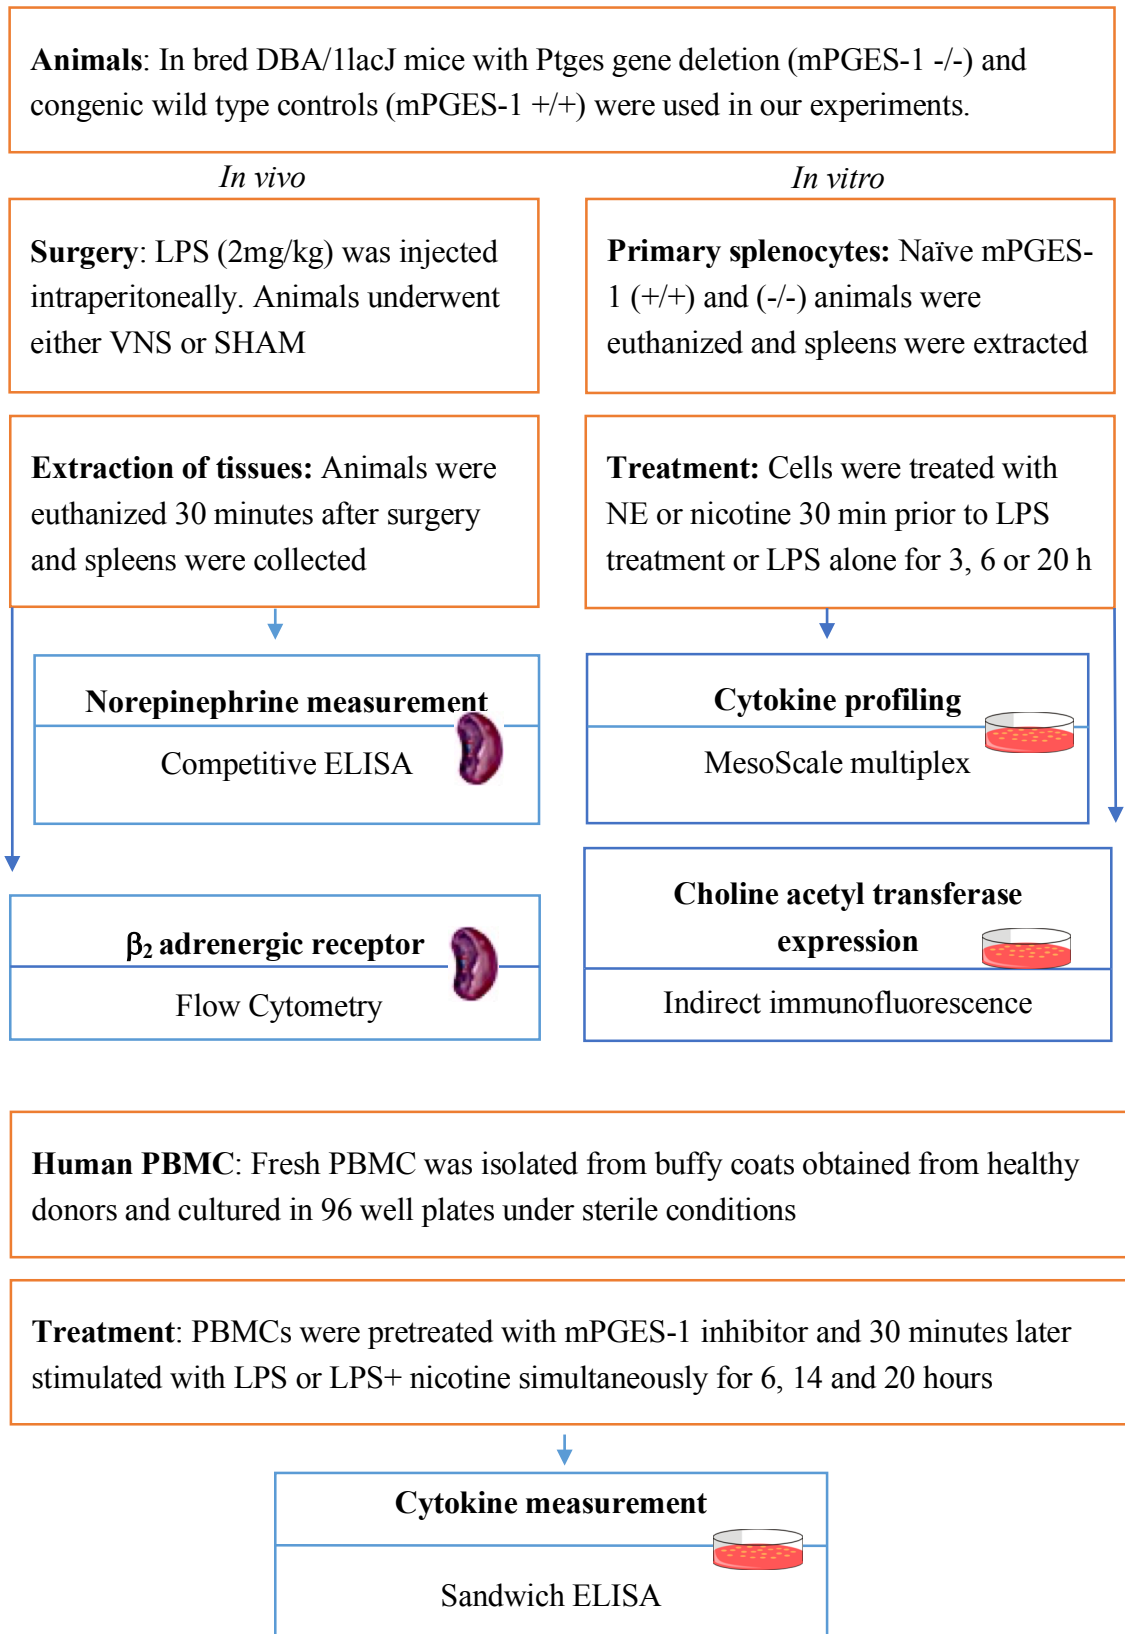 Animals: In bred DBA/1lacJ mice with Ptges gene deletion (mPGES-1 -/-) and
congenic wild type controls (mPGES-1 +/+) were used in our experiments.
In vivo
Surgery: LPS (2mg/kg) was injected
intraperitoneally. Animals underwent
either VNS or SHAM
Extraction of tissues: Animals were
euthanized 30 minutes after surgery
and spleens were collected
Norepinephrine measurement
Competitive ELISA
β2 adrenergic receptor
Flow Cytometry
In vitro
Primary splenocytes: Naïve mPGES-
1 (+/+) and (-/-) animals were
euthanized and spleens were extracted
Treatment: Cells were treated with
NE or nicotine 30 min prior to LPS
treatment or LPS alone for 3, 6 or 20 h
Cytokine profiling
MesoScale multiplex
Choline acetyl transferase
expression
Indirect immunofluorescence
Human PBMC: Fresh PBMC was isolated from buffy coats obtained from healthy
donors and cultured in 96 well plates under sterile conditions
Treatment: PBMCs were pretreated with mPGES-1 inhibitor and 30 minutes later
stimulated with LPS or LPS+ nicotine simultaneously for 6, 14 and 20 hours
Cytokine measurement
Sandwich ELISA